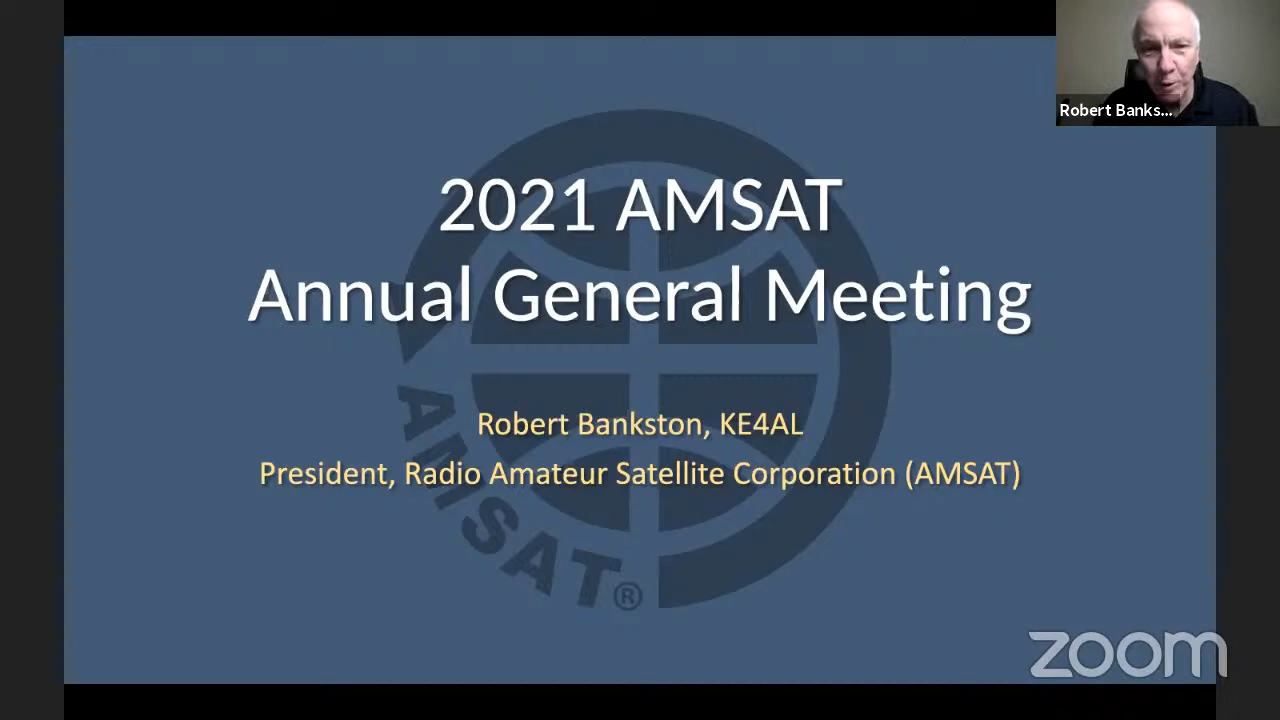 Robert Banks...
2021 AMSAT
Annual General Meeting
Robert Bankston, KE4AL
President, Radio Amateur Satellite Corporation (AMSAT)
AMSAT®
zoom